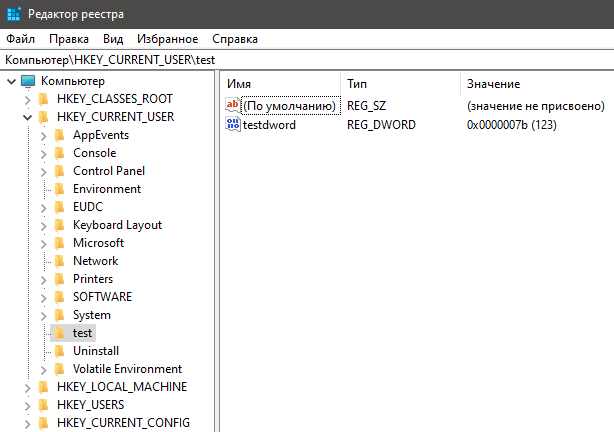 Редактор реестра
Файл Правка Вид Избранное Справка
Компьютер\HKEY_CURRENT_USER\test
Компьютер
HKEY_CLASSES_ROOT
HKEY_CURRENT_USER
AppEvents
Console
Control Panel
Environment
EUDC
Keyboard Layout
Microsoft
Network
Printers
SOFTWARE
System
test
Uninstall
Volatile Environment
HKEY_LOCAL_MACHINE
HKEY_USERS
HKEY_CURRENT_CONFIG
Имя Тип Значение
ab (По умолчанию) REG_SZ (значение не присвоено)
testdword REG_DWORD 0x0000007b (123)